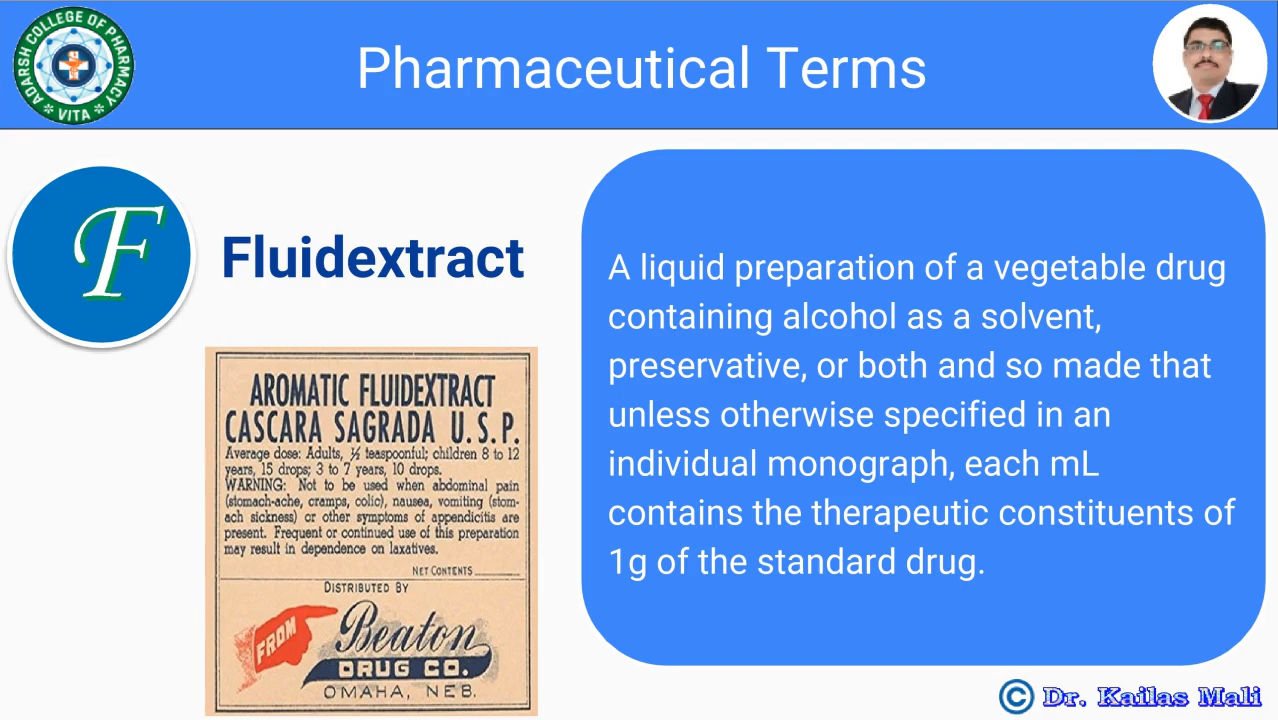 ADARSH COLLEGE OF PHARMACY
VITA
Pharmaceutical Terms
F
Fluidextract
AROMATIC FLUIDEXTRACT
CASCARA SAGRADA U.S.P.
Average dose: Adults, ½ teaspoonful; children 8 to 12
years, 15 drops; 3 to 7 years, 10 drops.
WARNING: Not to be used when abdominal pain
(stomach-ache, cramps, colic), nausea, vomiting (stom-
ach sickness) or other symptoms of appendicitis are
present. Frequent or continued use of this preparation
may result in dependence on laxatives.
NET CONTENTS
DISTRIBUTED BY
FROM
Beaton
DRUG CO.
OMAHA, NEB.
A liquid preparation of a vegetable drug
containing alcohol as a solvent,
preservative, or both and so made that
unless otherwise specified in an
individual monograph, each mL
contains the therapeutic constituents of
1g of the standard drug.
© Dr. Kailas Mali